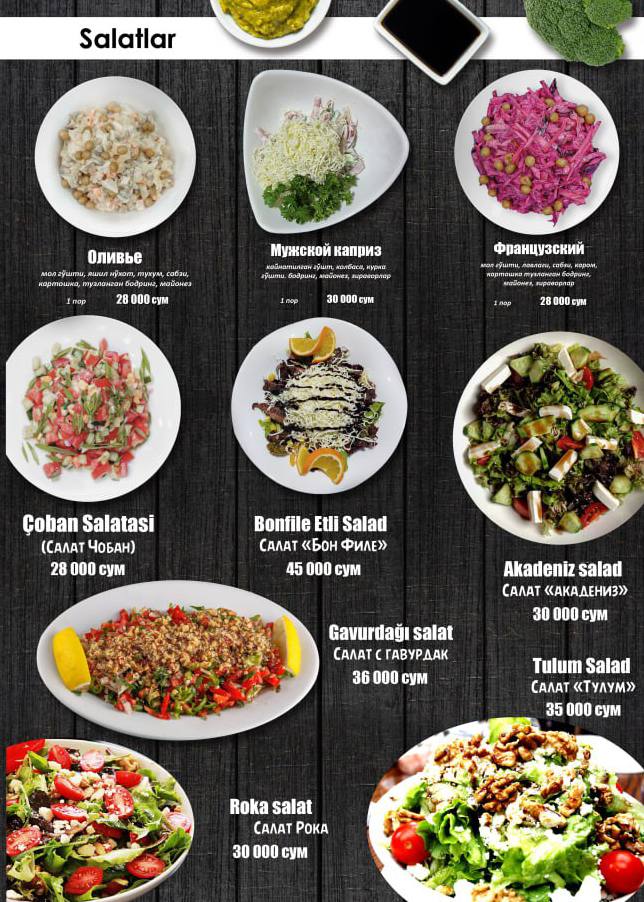 Salatlar
Оливье
мол гўшти, яшил нўхот, тухум, сабзи,
картошка, тузланган бодринг, майонез
1 пор 28 000 сум
Мужской каприз
кайнатилган гўшт, колбаса, курка
гўшти. бодринг, майонез, зираворлар
1 пор 30 000 сум
Французский
мол гўшти, лавлаги, сабзи, карам,
картошка тузланган бодринг,
майонез, зираворлар
1 пор 28 000 сум
Çoban Salatasi
(Салат Чобан)
28 000 сум
Bonfile Etli Salad
Салат «Бон Филе»
45 000 сум
Akadeniz salad
Салат «академиз»
30 000 сум
Gavurdağı salat
Салат с гавурдак
36 000 сум
Tulum Salad
Салат «Тулум»
35 000 сум
Roka salat
Салат Рока
30 000 сум